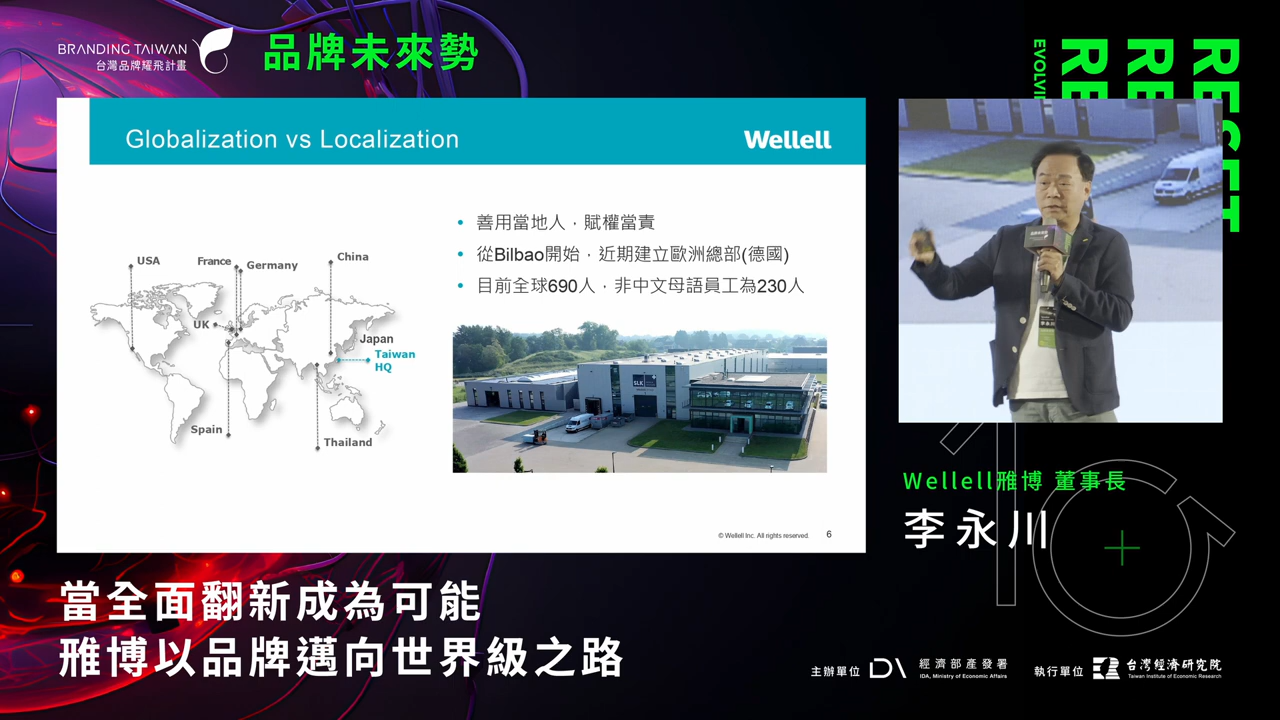 BRANDING TAIWAN
台灣品牌耀飛計畫
品牌未來勢
Globalization vs Localization
Wellell
善用當地人，賦權當責
從Bilbao開始，近期建立歐洲總部(德國)
目前全球690人，非中文母語員工為230人
USA
France
Germany
China
UK
Japan
Taiwan
HQ
Spain
Thailand
SLK
© Wellell Inc. All rights reserved.
6
RESET
RE
RE
EVOLVI
李永川
Wellell雅博 董事長
李永川
當全面翻新成為可能
雅博以品牌邁向世界級之路
主辦單位
IDA
經濟部產發署
IDA, Ministry of Economic Affairs
執行單位
台灣經濟研究院
Taiwan Institute of Economic Research